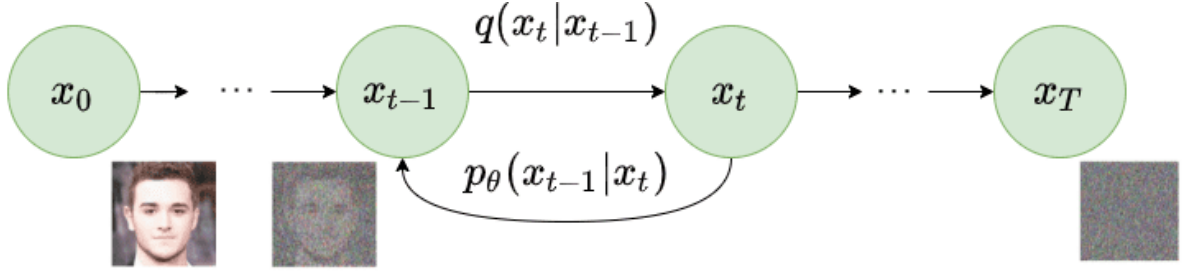 q(x_t|x_{t-1})
x_0 ⋯ x_{t-1} x_t ⋯ x_T
p_θ(x_{t-1}|x_t)